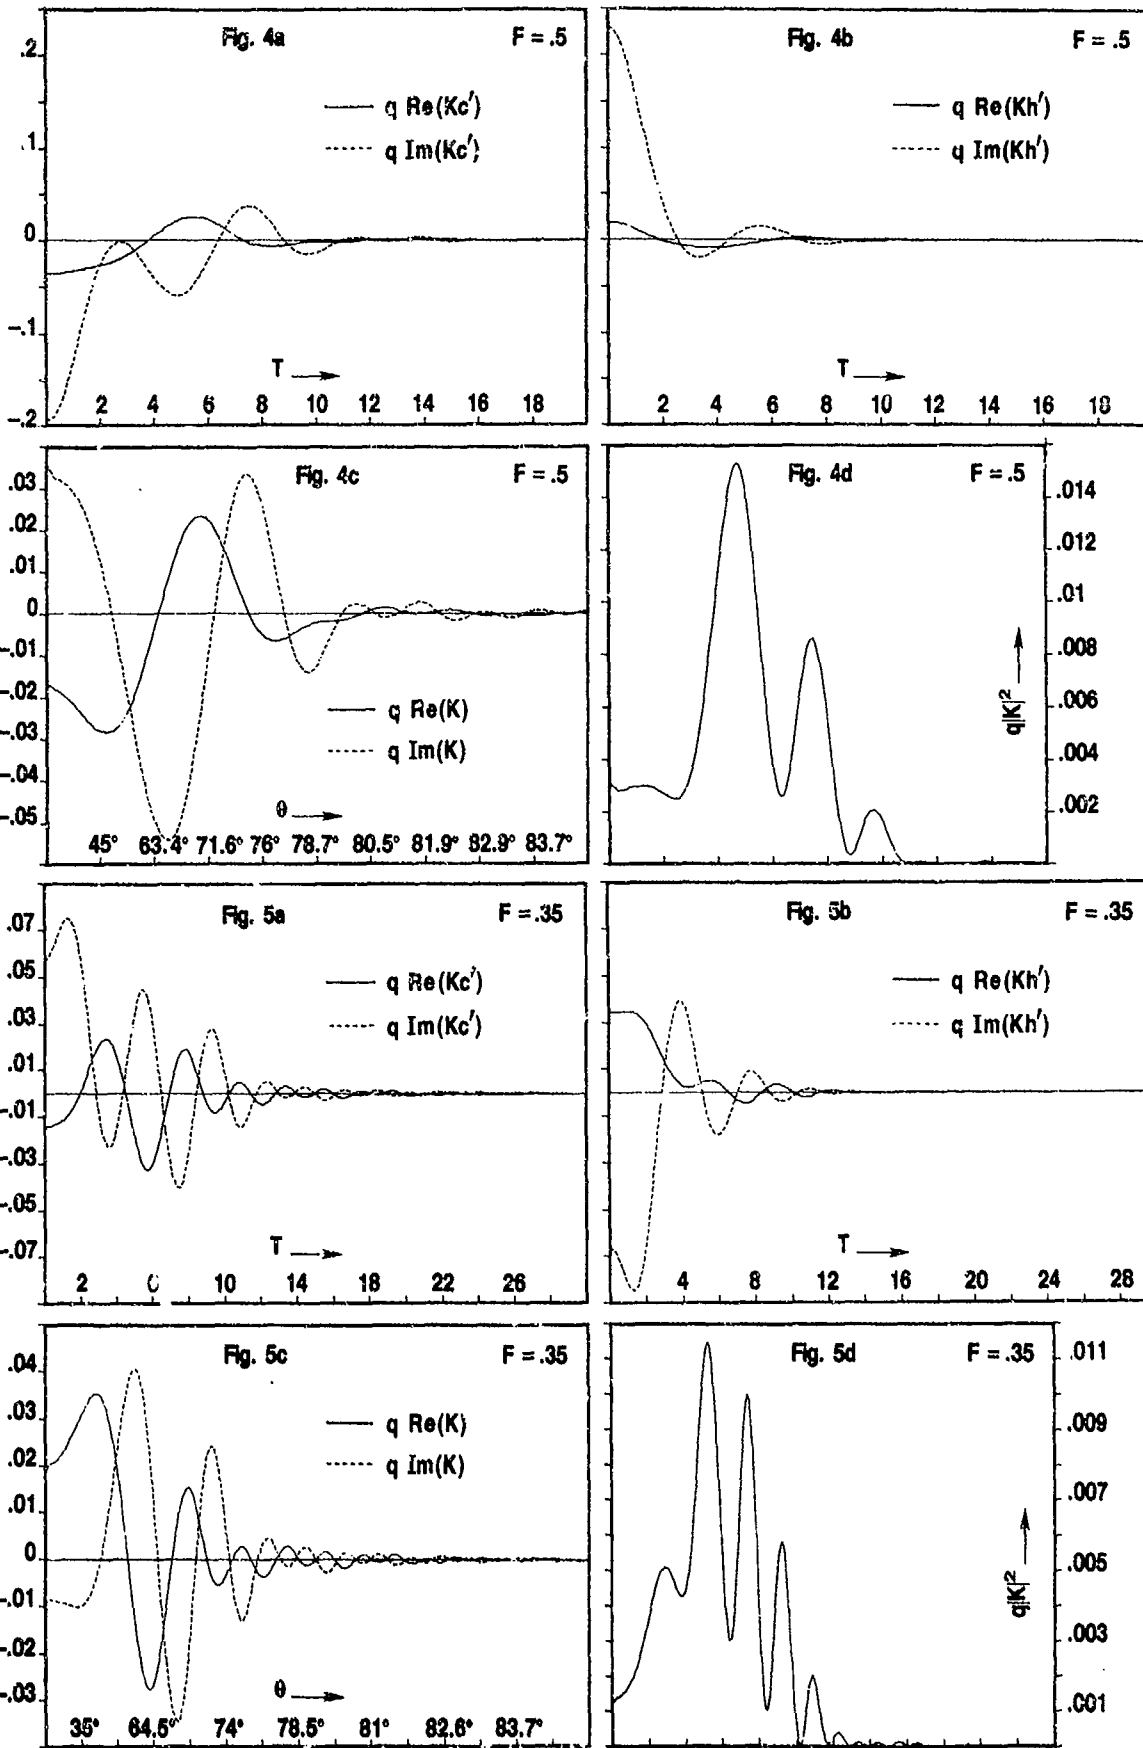 Fig. 4a F = .5
.2
.1
0
-.1
-.2
q Re(Kc′)
q Im(Kc′)
T
2 4 6 8 10 12 14 16 18
Fig. 4b F = .5
q Re(Kh′)
q Im(Kh′)
T
2 4 6 8 10 12 14 16 18
Fig. 4c F = .5
.03
.02
.01
0
-.01
-.02
-.03
-.04
-.05
q Re(K)
q Im(K)
θ
45° 63.4° 71.6° 76° 78.7° 80.5° 81.9° 82.9° 83.7°
Fig. 4d F = .5
.014
.012
.01
.008
.006
.004
.002
q|K|²
Fig. 5a F = .35
.07
.05
.03
.01
-.01
-.03
-.05
-.07
q Re(Kc′)
q Im(Kc′)
T
2 10 14 18 22 26
Fig. 5b F = .35
q Re(Kh′)
q Im(Kh′)
T
4 8 12 16 20 24 28
Fig. 5c F = .35
.04
.03
.02
.01
0
-.01
-.02
-.03
q Re(K)
q Im(K)
θ
35° 64.5° 74° 78.5° 81° 82.6° 83.7°
Fig. 5d F = .35
.011
.009
.007
.005
.003
.001
q|K|²
4 8 12 16 20 24